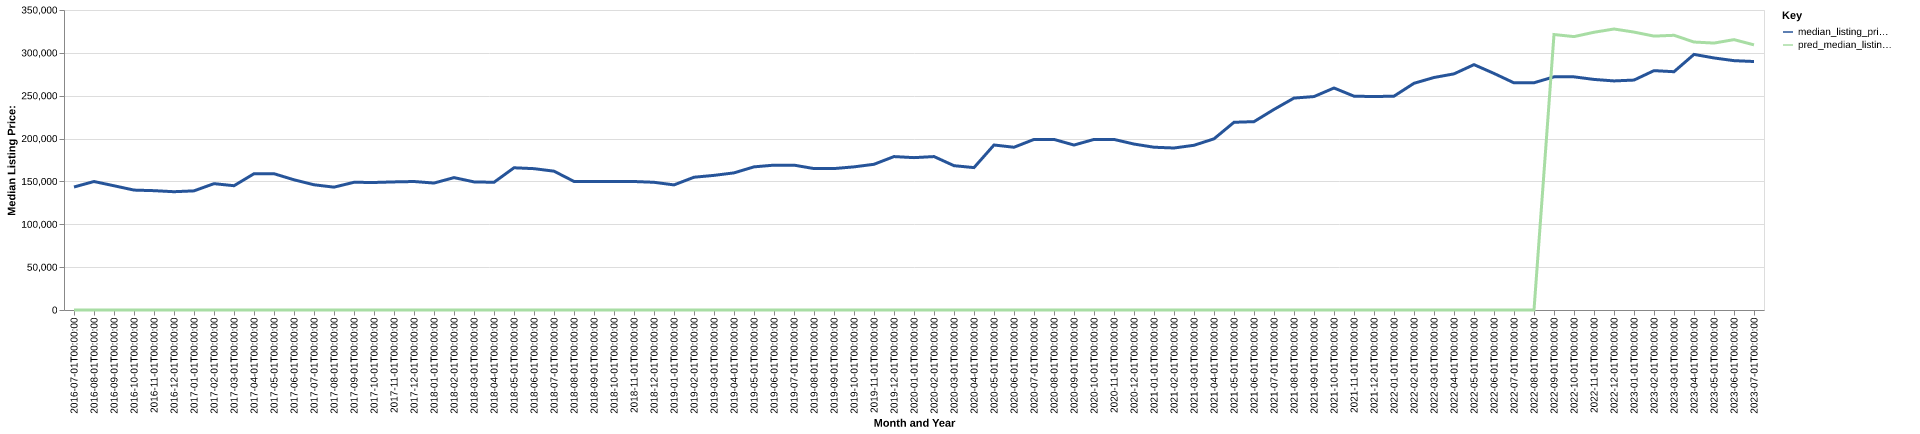 350,000
300,000
250,000
200,000
150,000
100,000
50,000
0
Median Listing Price:
2016-07-01T00:00:00
2016-08-01T00:00:00
2016-09-01T00:00:00
2016-10-01T00:00:00
2016-11-01T00:00:00
2016-12-01T00:00:00
2017-01-01T00:00:00
2017-02-01T00:00:00
2017-03-01T00:00:00
2017-04-01T00:00:00
2017-05-01T00:00:00
2017-06-01T00:00:00
2017-07-01T00:00:00
2017-08-01T00:00:00
2017-09-01T00:00:00
2017-10-01T00:00:00
2017-11-01T00:00:00
2017-12-01T00:00:00
2018-01-01T00:00:00
2018-02-01T00:00:00
2018-03-01T00:00:00
2018-04-01T00:00:00
2018-05-01T00:00:00
2018-06-01T00:00:00
2018-07-01T00:00:00
2018-08-01T00:00:00
2018-09-01T00:00:00
2018-10-01T00:00:00
2018-11-01T00:00:00
2018-12-01T00:00:00
2019-01-01T00:00:00
2019-02-01T00:00:00
2019-03-01T00:00:00
2019-04-01T00:00:00
2019-05-01T00:00:00
2019-06-01T00:00:00
2019-07-01T00:00:00
2019-08-01T00:00:00
2019-09-01T00:00:00
2019-10-01T00:00:00
2019-11-01T00:00:00
2019-12-01T00:00:00
2020-01-01T00:00:00
2020-02-01T00:00:00
2020-03-01T00:00:00
2020-04-01T00:00:00
2020-05-01T00:00:00
2020-06-01T00:00:00
2020-07-01T00:00:00
2020-08-01T00:00:00
2020-09-01T00:00:00
2020-10-01T00:00:00
2020-11-01T00:00:00
2020-12-01T00:00:00
2021-01-01T00:00:00
2021-02-01T00:00:00
2021-03-01T00:00:00
2021-04-01T00:00:00
2021-05-01T00:00:00
2021-06-01T00:00:00
2021-07-01T00:00:00
2021-08-01T00:00:00
2021-09-01T00:00:00
2021-10-01T00:00:00
2021-11-01T00:00:00
2021-12-01T00:00:00
2022-01-01T00:00:00
2022-02-01T00:00:00
2022-03-01T00:00:00
2022-04-01T00:00:00
2022-05-01T00:00:00
2022-06-01T00:00:00
2022-07-01T00:00:00
2022-08-01T00:00:00
2022-09-01T00:00:00
2022-10-01T00:00:00
2022-11-01T00:00:00
2022-12-01T00:00:00
2023-01-01T00:00:00
2023-02-01T00:00:00
2023-03-01T00:00:00
2023-04-01T00:00:00
2023-05-01T00:00:00
2023-06-01T00:00:00
2023-07-01T00:00:00
Month and Year
Key
median_listing_pri…
pred_median_listin…